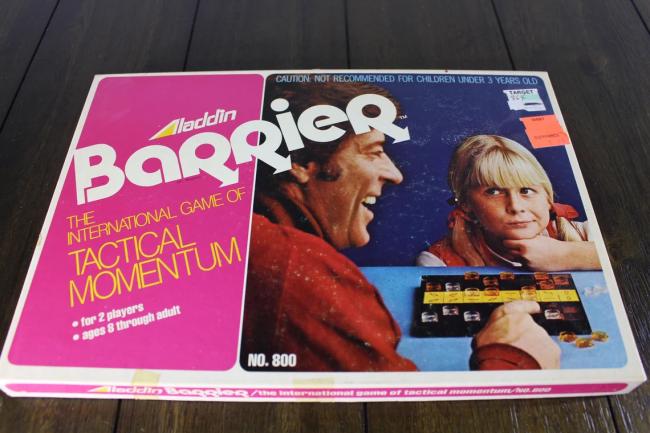 CAUTION: NOT RECOMMENDED FOR CHILDREN UNDER 3 YEARS OLD
TARGET
Aladdin
BARRIER™
THE
INTERNATIONAL GAME OF
TACTICAL
MOMENTUM
• for 2 players
• ages 8 through adult
NO. 800
Aladdin Barrier/the international game of tactical momentum/NO. 800